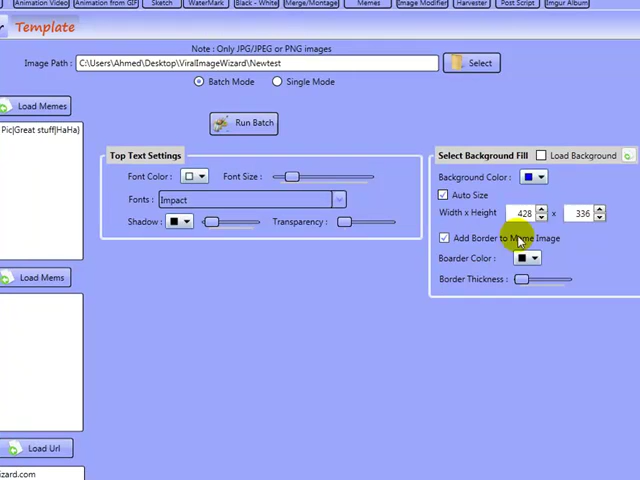 Animation Video Animation from GIF Sketch WaterMark Black - White Merge/Montage Memes Image Modifier Harvester Post Script Imgur Album
Template
Note : Only JPG/JPEG or PNG images
Image Path : C:\Users\Ahmed\Desktop\ViralImageWizard\Newtest Select
Batch Mode Single Mode
Load Memes
Run Batch
Pic|Great stuff|HaHa}
Top Text Settings
Font Color : Font Size :
Fonts : Impact
Shadow : Transparency :
Select Background Fill Load Background
Background Color :
Auto Size
Width x Height 428 x 336
Add Border to Meme Image
Boarder Color :
Border Thickness :
Load Mems
Load Url
izard.com